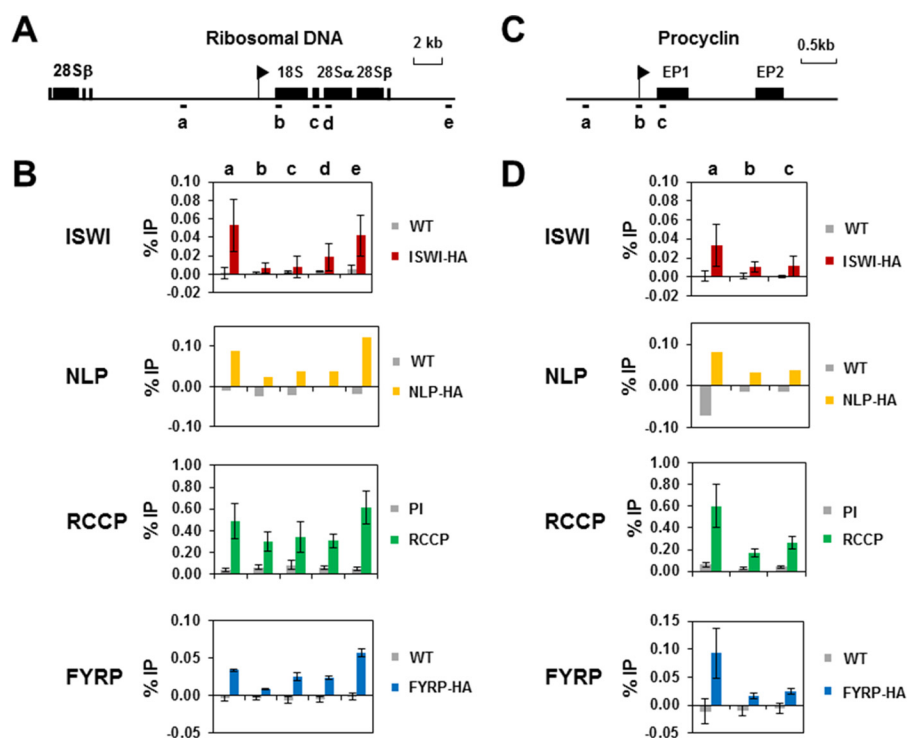 A
Ribosomal DNA
2 kb
28Sβ
18S
28Sα 28Sβ
a
b
c
d
e
C
Procyclin
0.5kb
EP1
EP2
a
b
c
B
a b c d e
ISWI
% IP
0.10
0.08
0.06
0.04
0.02
0.00
-0.02
WT
ISWI-HA
NLP
% IP
0.10
0.00
-0.10
WT
NLP-HA
RCCP
% IP
1.00
0.80
0.60
0.40
0.20
0.00
PI
RCCP
FYRP
% IP
0.10
0.05
0.00
-0.05
WT
FYRP-HA
D
a b c
ISWI
% IP
0.10
0.08
0.06
0.04
0.02
0.00
-0.02
WT
ISWI-HA
NLP
% IP
0.10
0.00
-0.10
WT
NLP-HA
RCCP
% IP
1.00
0.80
0.60
0.40
0.20
0.00
PI
RCCP
FYRP
% IP
0.15
0.10
0.05
0.00
-0.05
WT
FYRP-HA